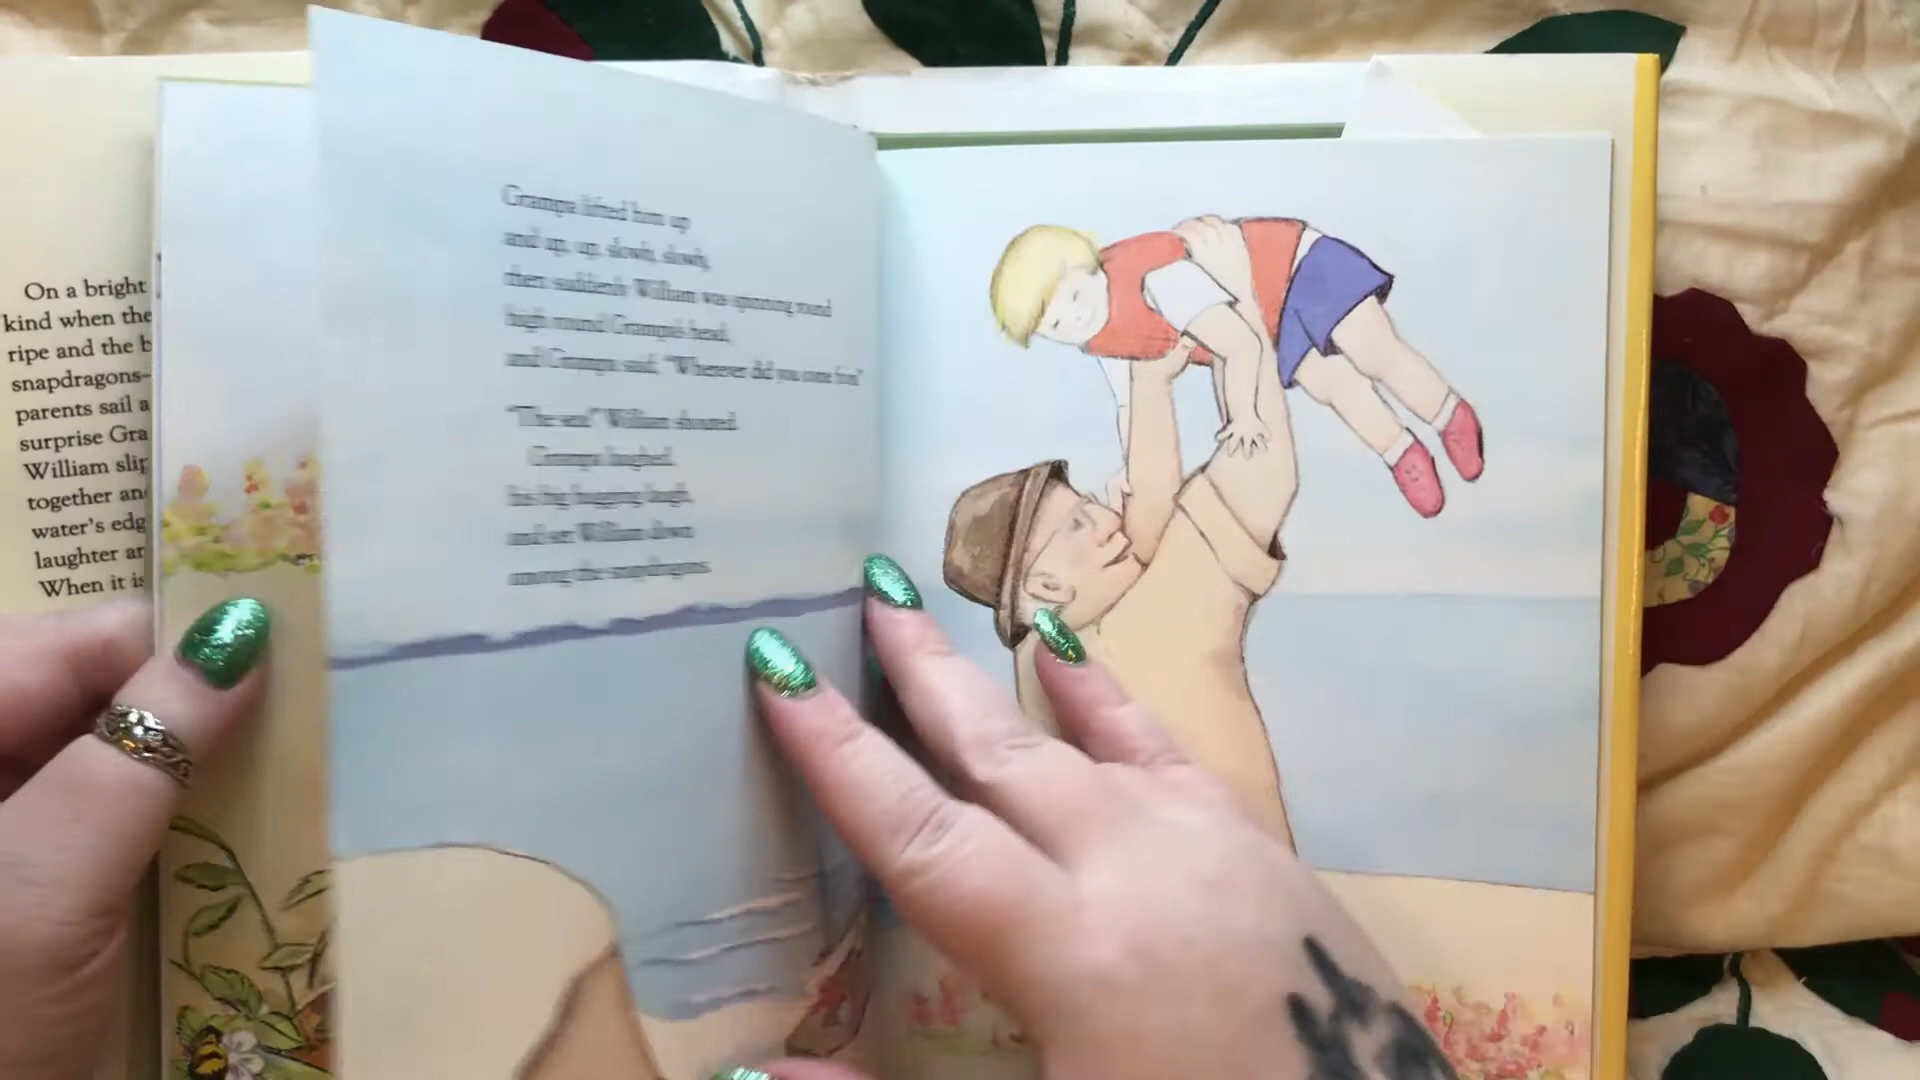 On a bright
kind when the
ripe and the b
snapdragons—
parents sail a
surprise Gra
William slip
together an
water's edg
laughter ar
When it is
Grampa lifted him up
and up, up, slowly, slowly,
then suddenly William was spinning round
high round Grampa's head,
and Grampa said, "Wherever did you come from?"
"The sea!" William shouted.
Grampa laughed,
his big hugging laugh,
and set William down
among the snapdragons.